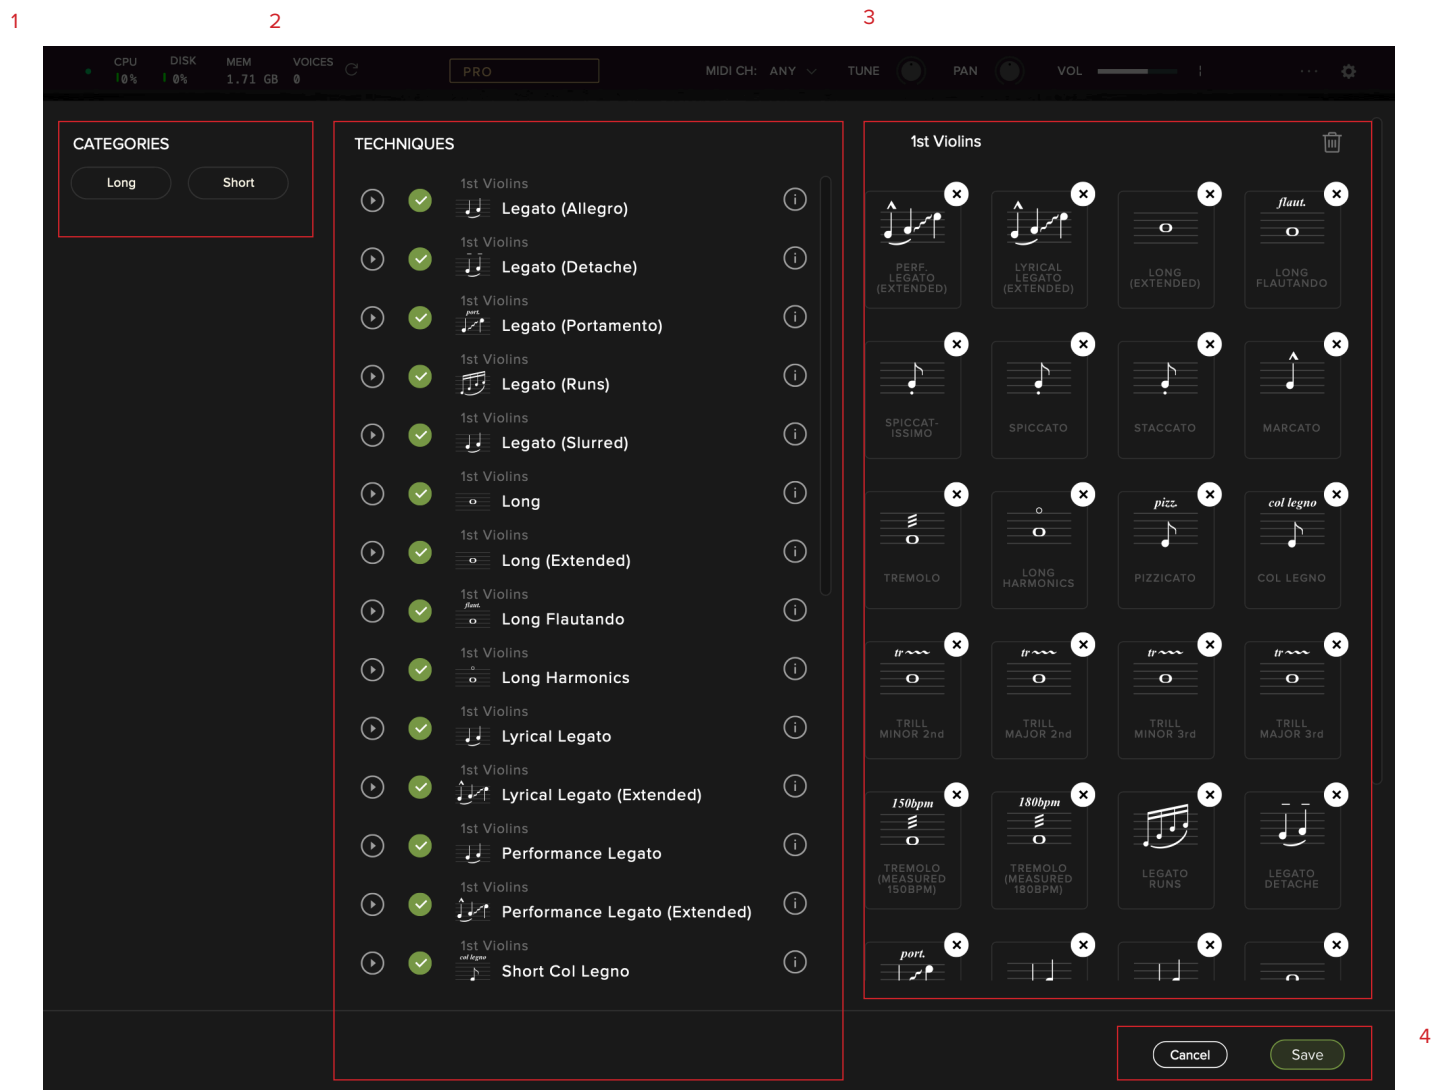 1
2
3
CPU DISK MEM VOICES
0% 0% 1.71 GB 0
PRO
MIDI CH: ANY TUNE PAN VOL
CATEGORIES
Long Short
TECHNIQUES
1st Violins
Legato (Allegro)
1st Violins
Legato (Detache)
1st Violins
port.
Legato (Portamento)
1st Violins
Legato (Runs)
1st Violins
Legato (Slurred)
1st Violins
Long
1st Violins
Long (Extended)
1st Violins
flaut.
Long Flautando
1st Violins
Long Harmonics
1st Violins
Lyrical Legato
1st Violins
Lyrical Legato (Extended)
1st Violins
Performance Legato
1st Violins
Performance Legato (Extended)
1st Violins
col legno
Short Col Legno
1st Violins
PERF.
LEGATO
(EXTENDED)
LYRICAL
LEGATO
(EXTENDED)
LONG
(EXTENDED)
flaut.
LONG
FLAUTANDO
SPICCAT-
ISSIMO
SPICCATO
STACCATO
MARCATO
TREMOLO
LONG
HARMONICS
pizz.
PIZZICATO
col legno
COL LEGNO
tr
TRILL
MINOR 2nd
tr
TRILL
MAJOR 2nd
tr
TRILL
MINOR 3rd
tr
TRILL
MAJOR 3rd
150bpm
TREMOLO
(MEASURED
150BPM)
180bpm
TREMOLO
(MEASURED
180BPM)
LEGATO
RUNS
LEGATO
DETACHE
port.
Cancel Save
4